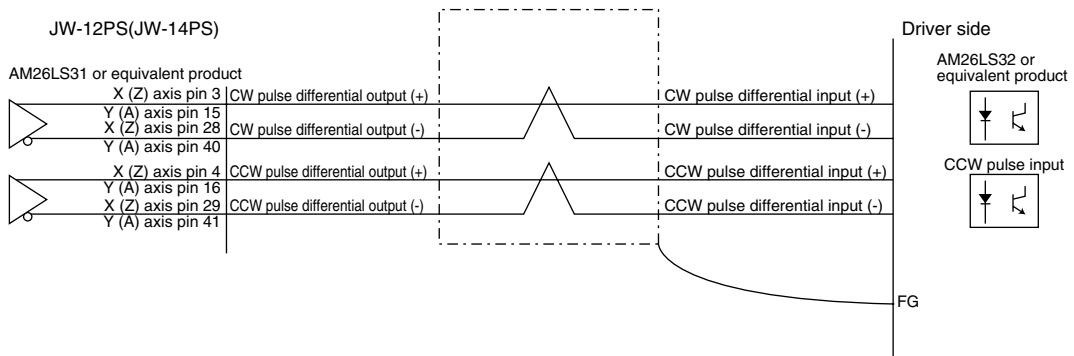 JW-12PS(JW-14PS)
Driver side
AM26LS31 or equivalent product
AM26LS32 or
equivalent product
X (Z) axis pin 3
CW pulse differential output (+)
CW pulse differential input (+)
Y (A) axis pin 15
X (Z) axis pin 28
CW pulse differential output (-)
CW pulse differential input (-)
Y (A) axis pin 40
CCW pulse input
X (Z) axis pin 4
CCW pulse differential output (+)
CCW pulse differential input (+)
Y (A) axis pin 16
X (Z) axis pin 29
CCW pulse differential output (-)
CCW pulse differential input (-)
Y (A) axis pin 41
FG